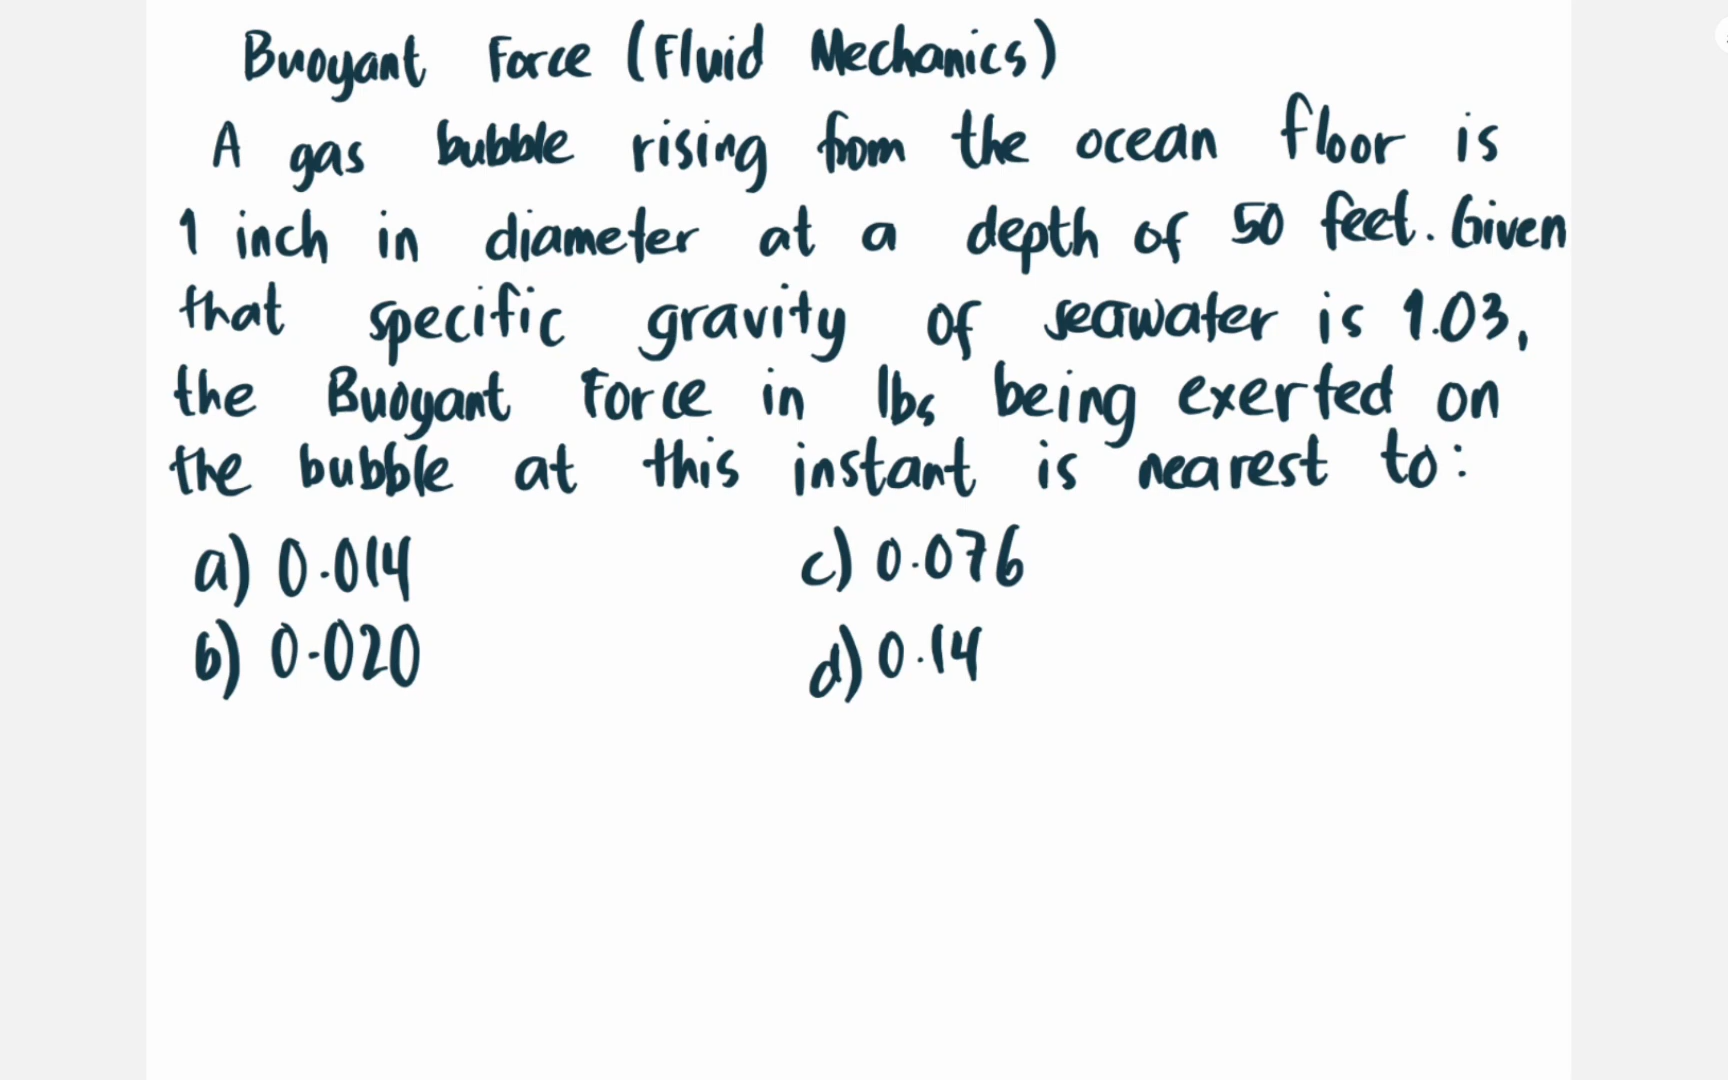 Buoyant Force (Fluid Mechanics)
A gas bubble rising from the ocean floor is
1 inch in diameter at a depth of 50 feet. Given
that specific gravity of seawater is 1.03,
the Buoyant Force in lbs being exerted on
the bubble at this instant is nearest to:
a) 0.014 c) 0.076
b) 0.020 d) 0.14